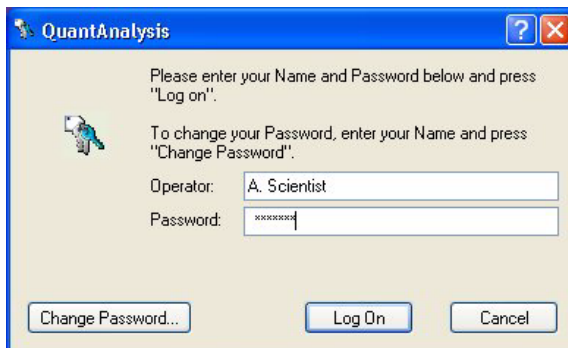 QuantAnalysis
Please enter your Name and Password below and press
"Log on".
To change your Password, enter your Name and press
"Change Password".
Operator: A. Scientist
Password: *******
Change Password... Log On Cancel